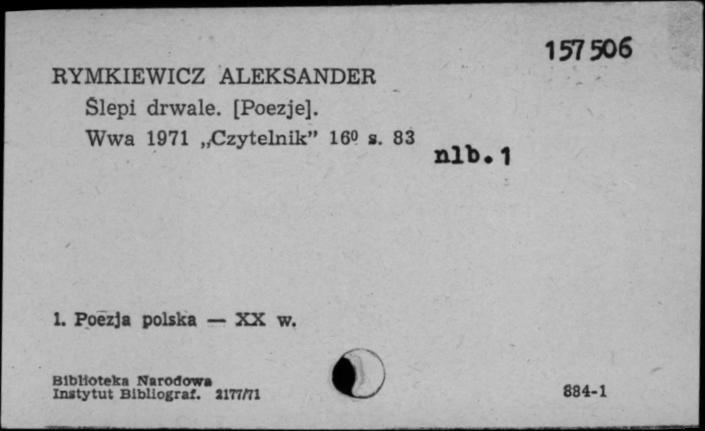 157506
RYMKIEWICZ ALEKSANDER
Ślepi drwale. [Poezje].
Wwa 1971 „Czytelnik” 16º s. 83
nlb. 1
1. Poezja polska — XX w.
Biblioteka Narodowa
Instytut Bibliograf. 2177/71
884-1